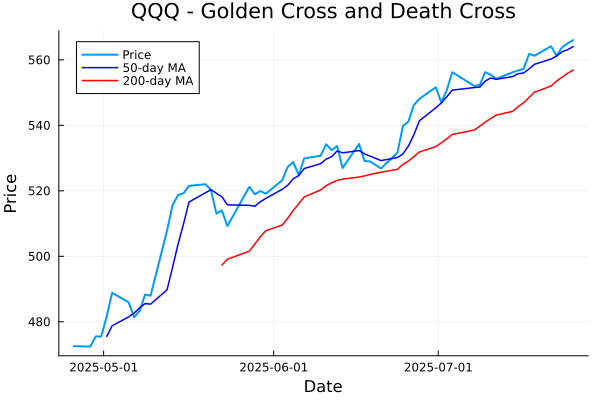 QQQ - Golden Cross and Death Cross
Price
50-day MA
200-day MA
560
540
520
500
480
Price
2025-05-01
2025-06-01
2025-07-01
Date